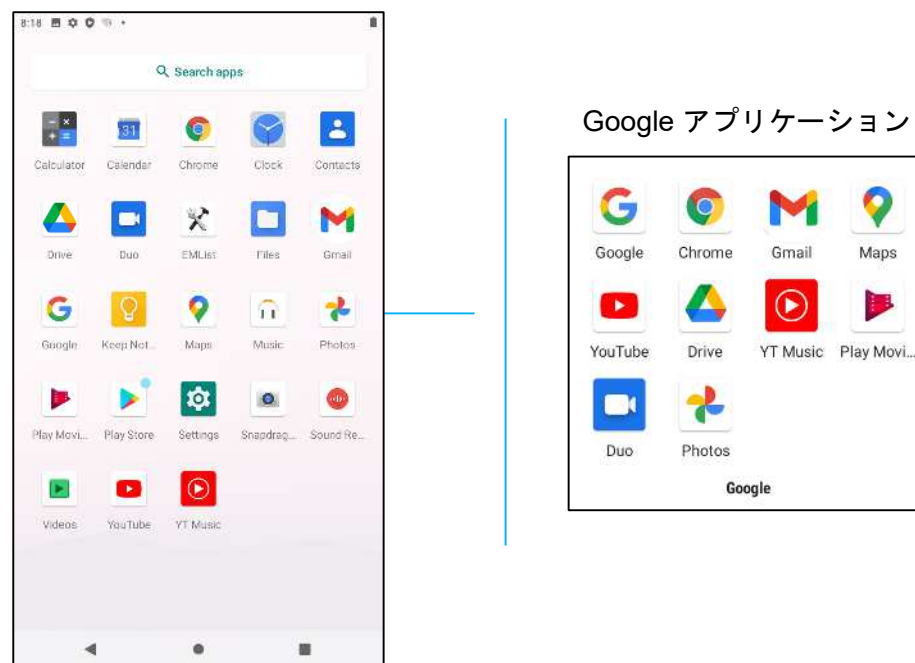 8:18
Search apps
Calculator Calendar Chrome Clock Contacts
Drive Duo EMList Files Gmail
Google Keep Not... Maps Music Photos
Play Movi... Play Store Settings Snapdrag... Sound Re...
Videos YouTube YT Music
Google アプリケーション
Google Chrome Gmail Maps
YouTube Drive YT Music Play Movi...
Duo Photos
Google